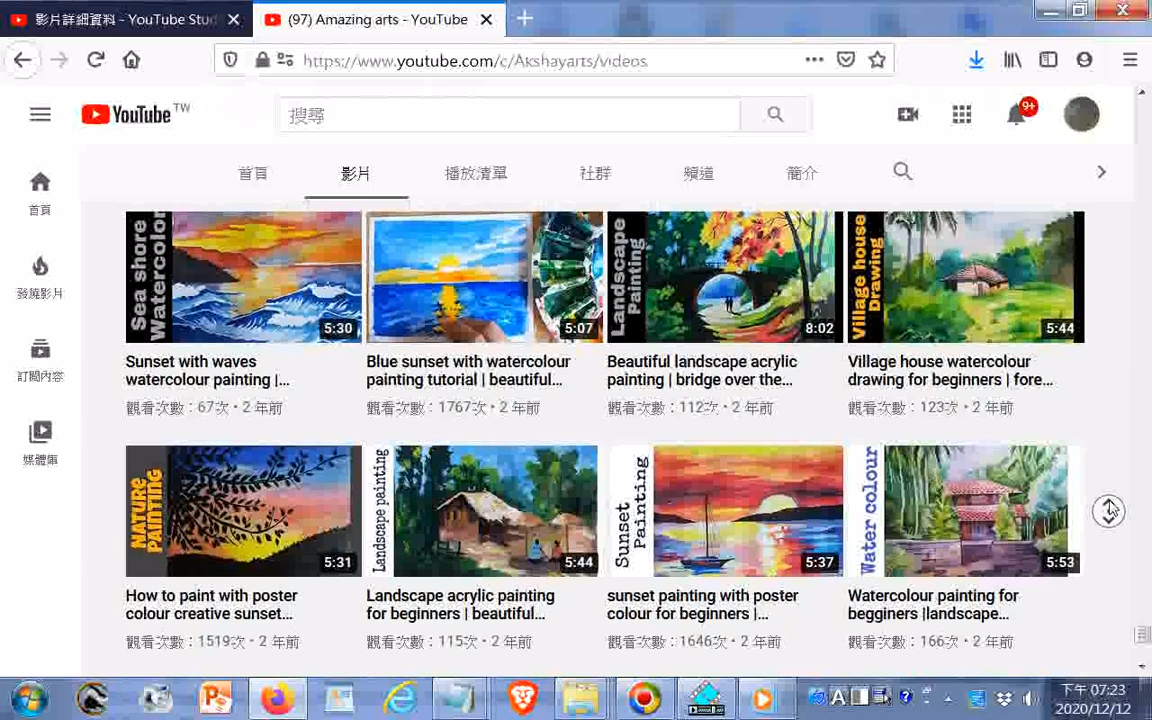 影片詳細資料 - YouTube Stud
(97) Amazing arts - YouTube
https://www.youtube.com/c/Akshayarts/videos
YouTube TW
搜尋
9+
首頁
影片
播放清單
社群
頻道
簡介
首頁
發燒影片
訂閱內容
媒體庫
Sea shore
Watercolor
5:30
5:07
Landscape
Painting
8:02
Village house
Drawing
5:44
Sunset with waves
watercolour painting |...
觀看次數：67次・2 年前
Blue sunset with watercolour
painting tutorial | beautiful...
觀看次數：1767次・2 年前
Beautiful landscape acrylic
painting | bridge over the...
觀看次數：112次・2 年前
Village house watercolour
drawing for beginners | fore...
觀看次數：123次・2 年前
NATURE
PAINTING
5:31
Landscape painting
5:44
Sunset
Painting
5:37
Water colour
5:53
How to paint with poster
colour creative sunset...
觀看次數：1519次・2 年前
Landscape acrylic painting
for beginners | beautiful...
觀看次數：115次・2 年前
sunset painting with poster
colour for beginners |...
觀看次數：1646次・2 年前
Watercolour painting for
begginers |landscape...
觀看次數：166次・2 年前
下午 07:23
2020/12/12